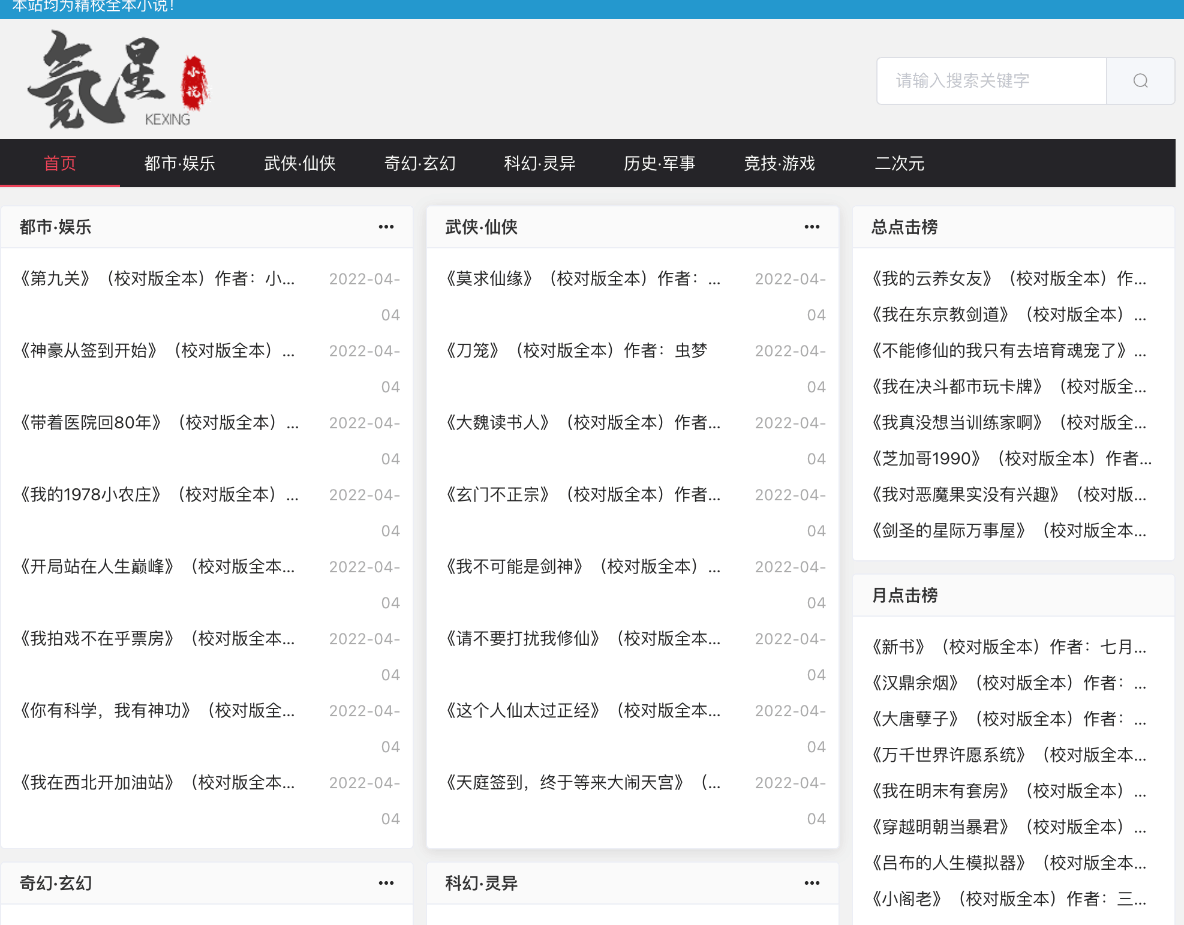 本站均为精校全本小说！
氪星
小说
KEXING
请输入搜索关键字
首页 都市·娱乐 武侠·仙侠 奇幻·玄幻 科幻·灵异 历史·军事 竞技·游戏 二次元
都市·娱乐
《第九关》（校对版全本）作者：小... 2022-04-04
《神豪从签到开始》（校对版全本）... 2022-04-04
《带着医院回80年》（校对版全本）... 2022-04-04
《我的1978小农庄》（校对版全本）... 2022-04-04
《开局站在人生巅峰》（校对版全本... 2022-04-04
《我拍戏不在乎票房》（校对版全本... 2022-04-04
《你有科学，我有神功》（校对版全... 2022-04-04
《我在西北开加油站》（校对版全本... 2022-04-04
武侠·仙侠
《莫求仙缘》（校对版全本）作者：... 2022-04-04
《刀笼》（校对版全本）作者：虫梦 2022-04-04
《大魏读书人》（校对版全本）作者... 2022-04-04
《玄门不正宗》（校对版全本）作者... 2022-04-04
《我不可能是剑神》（校对版全本）... 2022-04-04
《请不要打扰我修仙》（校对版全本... 2022-04-04
《这个人仙太过正经》（校对版全本... 2022-04-04
《天庭签到，终于等来大闹天宫》（... 2022-04-04
总点击榜
《我的云养女友》（校对版全本）作...
《我在东京教剑道》（校对版全本）...
《不能修仙的我只有去培育魂宠了》...
《我在决斗都市玩卡牌》（校对版全...
《我真没想当训练家啊》（校对版全...
《芝加哥1990》（校对版全本）作者...
《我对恶魔果实没有兴趣》（校对版...
《剑圣的星际万事屋》（校对版全本...
月点击榜
《新书》（校对版全本）作者：七月...
《汉鼎余烟》（校对版全本）作者：...
《大唐孽子》（校对版全本）作者：...
《万千世界许愿系统》（校对版全本...
《我在明末有套房》（校对版全本）...
《穿越明朝当暴君》（校对版全本）...
《吕布的人生模拟器》（校对版全本...
《小阁老》（校对版全本）作者：三...
奇幻·玄幻
科幻·灵异